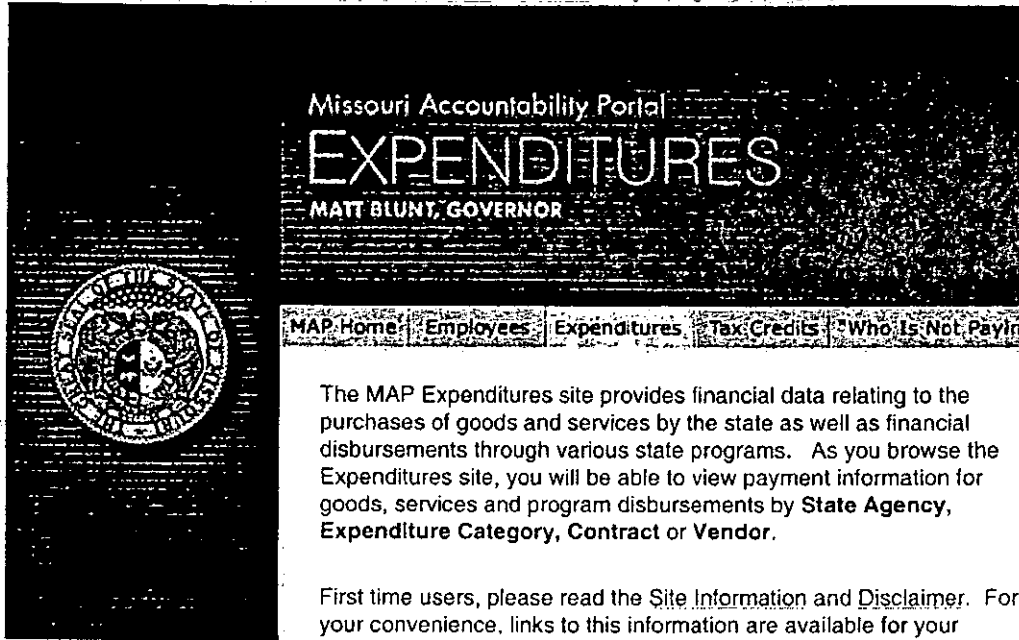 Missouri Accountability Portal
EXPENDITURES
MATT BLUNT, GOVERNOR
MAP Home Employees Expenditures Tax Credits "Who Is Not
The MAP Expenditures site provides financial data relating to the
purchases of goods and services by the state as well as financial
disbursements through various state programs. As you browse the
Expenditures site, you will be able to view payment information for
goods, services and program disbursements by State Agency,
Expenditure Category, Contract or Vendor.
First time users, please read the Site Information and Disclaimer. For
your convenience, links to this information are available for your